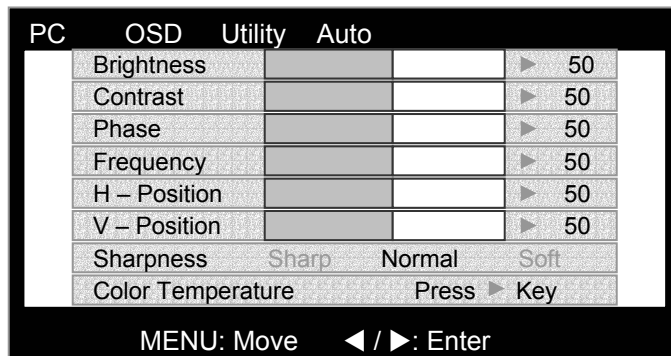 PC OSD Utility Auto
Brightness ▶ 50
Contrast ▶ 50
Phase ▶ 50
Frequency ▶ 50
H – Position ▶ 50
V – Position ▶ 50
Sharpness Sharp Normal Soft
Color Temperature Press ▶ Key
MENU: Move ◀ / ▶: Enter